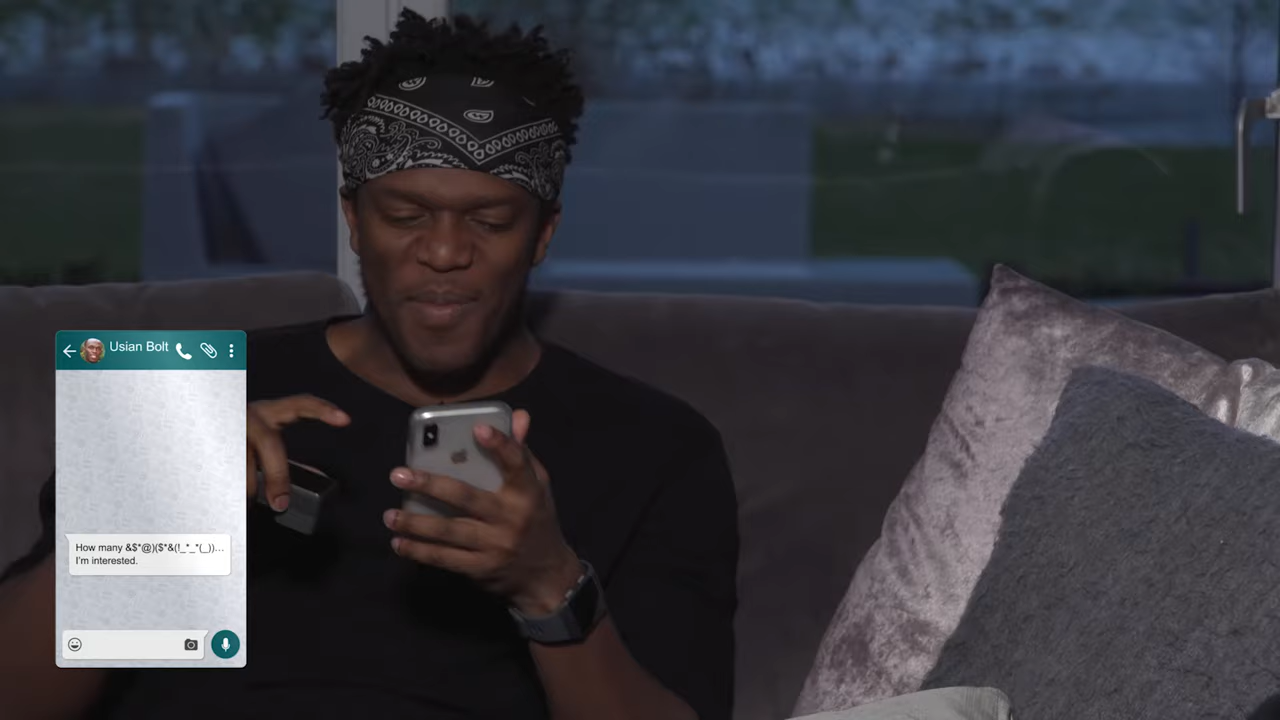 Usian Bolt
How many &$*@)($*&(!_*_*(_))...
I'm interested.